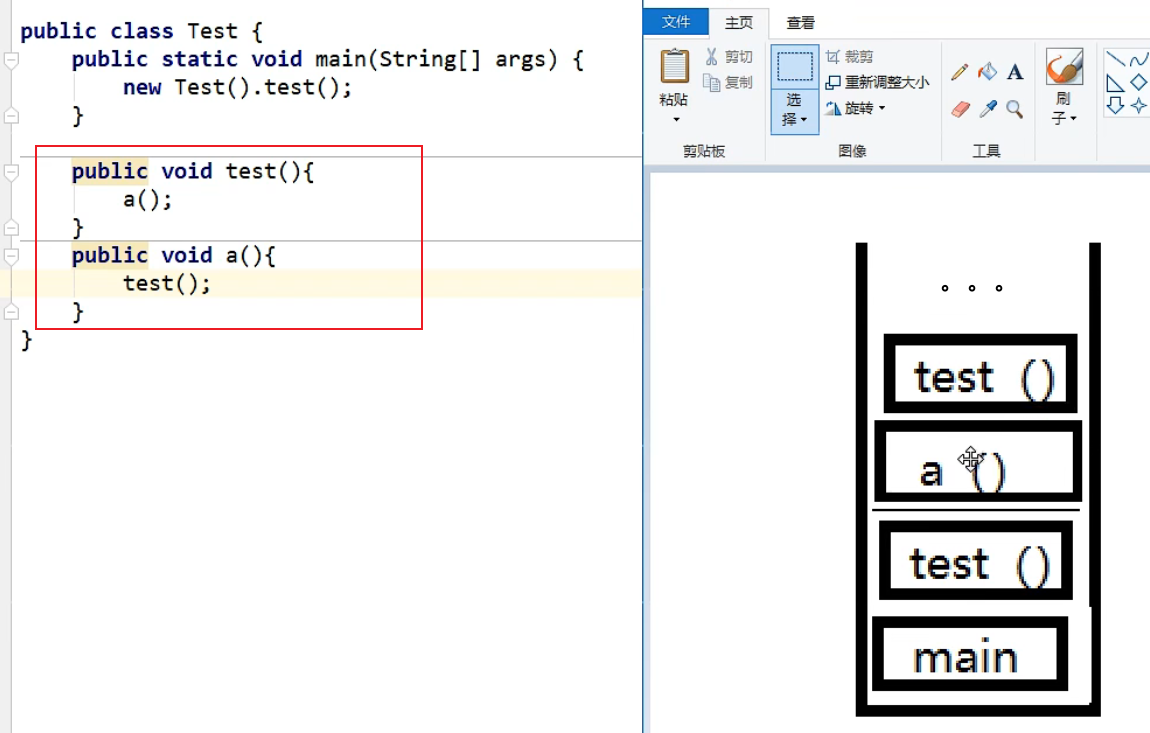 public class Test {
public static void main(String[] args) {
new Test().test();
}
public void test(){
a();
}
public void a(){
test();
}
}
文件 主页 查看
粘贴
剪切
复制
剪贴板
选
择
裁剪
重新调整大小
旋转
图像
A
工具
刷
子
。。。
test ()
a ()
test ()
main